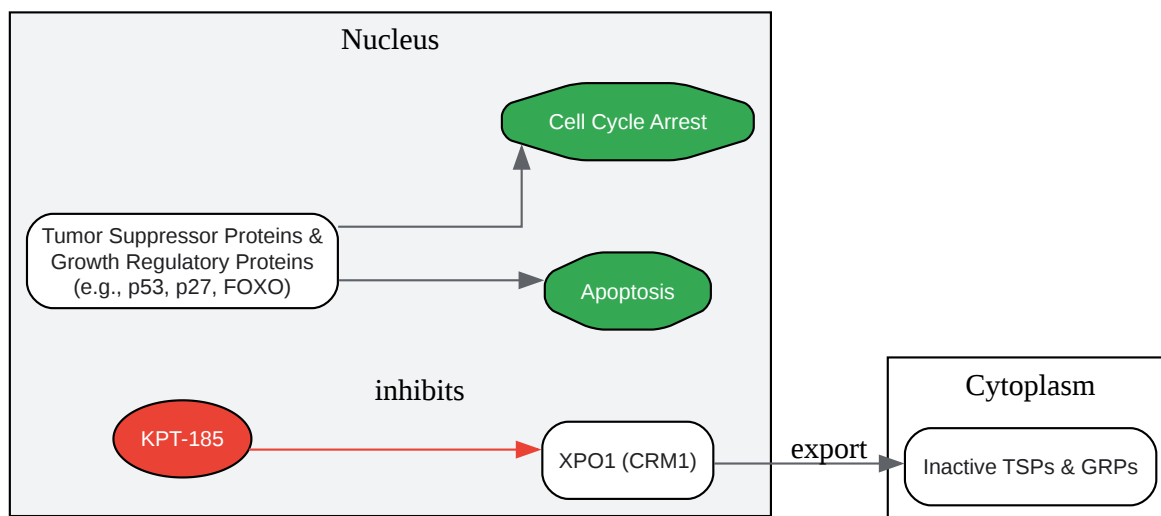 Nucleus
Cell Cycle Arrest
Tumor Suppressor Proteins &
Growth Regulatory Proteins
(e.g., p53, p27, FOXO)
Apoptosis
inhibits
KPT-185
XPO1 (CRM1)
export
Cytoplasm
Inactive TSPs & GRPs